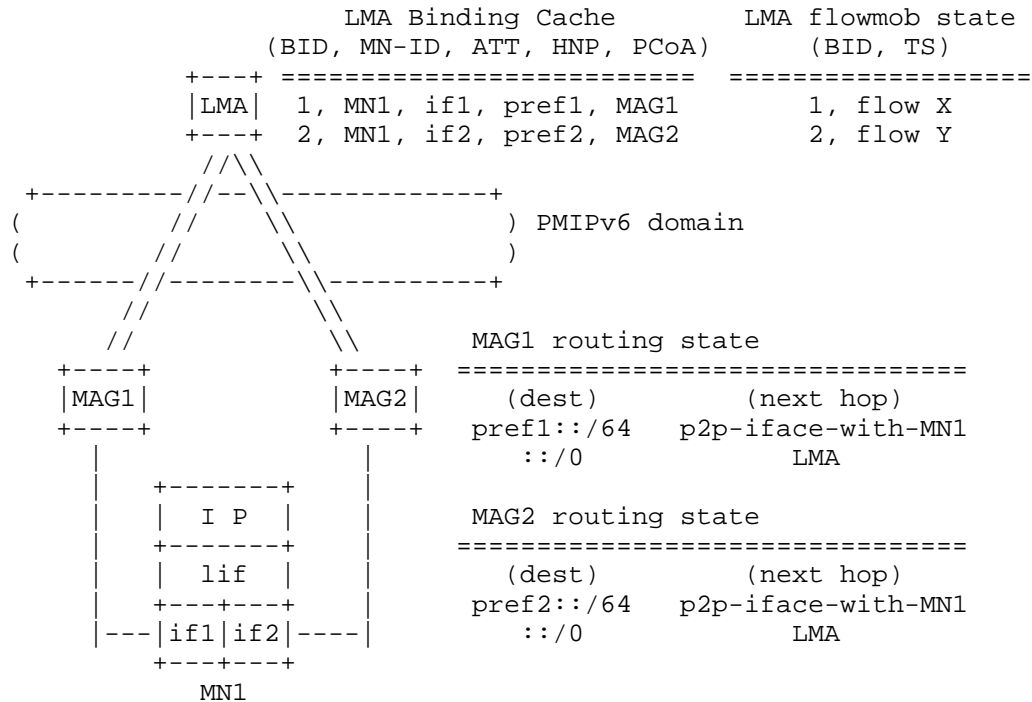 LMA Binding Cache LMA flowmob state
(BID, MN-ID, ATT, HNP, PCoA) (BID, TS)
LMA 1, MN1, if1, pref1, MAG1 1, flow X
2, MN1, if2, pref2, MAG2 2, flow Y
PMIPv6 domain
MAG1 routing state
MAG1 MAG2 (dest) (next hop)
pref1::/64 p2p-iface-with-MN1
::/0 LMA
I P MAG2 routing state
lif (dest) (next hop)
pref2::/64 p2p-iface-with-MN1
if1 if2 ::/0 LMA
MN1